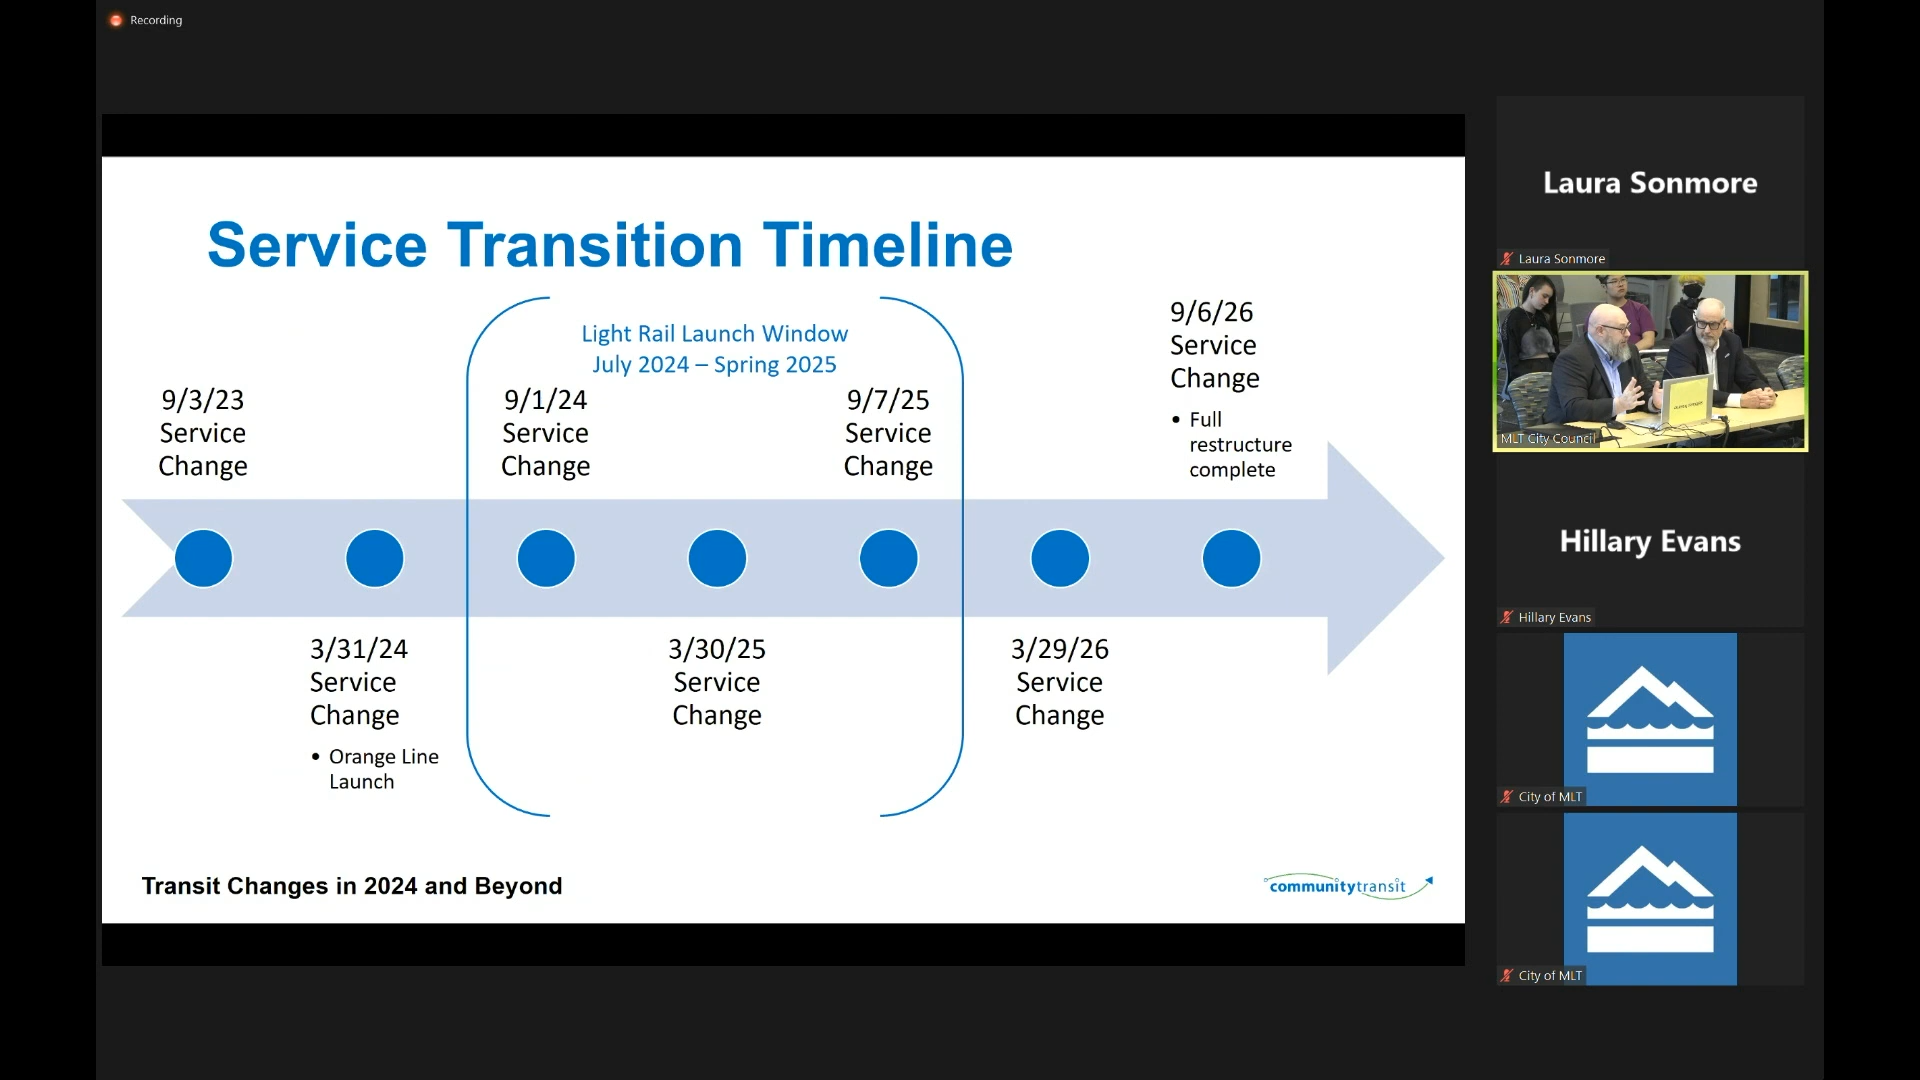 Recording
Service Transition Timeline
Light Rail Launch Window
July 2024 – Spring 2025
9/3/23
Service
Change
9/1/24
Service
Change
9/7/25
Service
Change
9/6/26
Service
Change
• Full
restructure
complete
3/31/24
Service
Change
• Orange Line
Launch
3/30/25
Service
Change
3/29/26
Service
Change
Transit Changes in 2024 and Beyond
communitytransit
Laura Sonmore
Laura Sonmore
MLT City Council
Hillary Evans
Hillary Evans
City of MLT
City of MLT